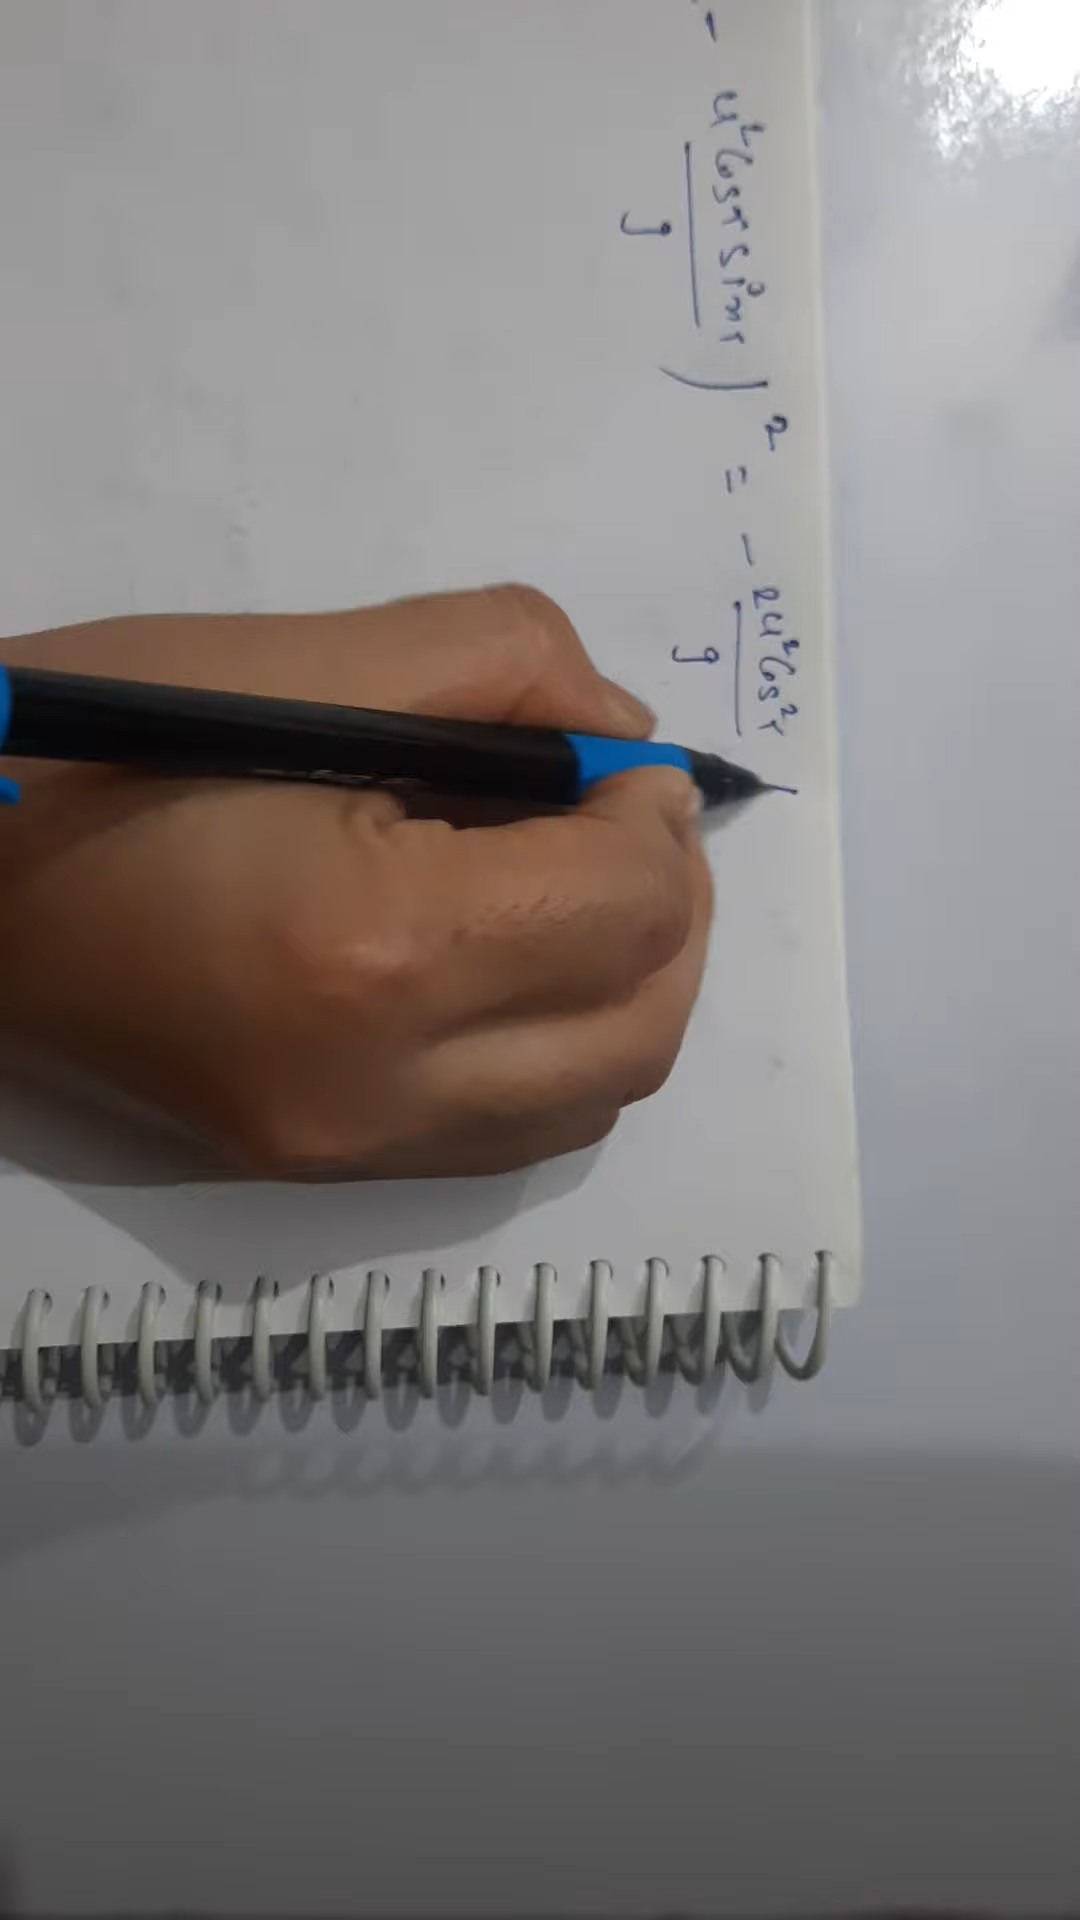 - u²cosr sinr / g )² = - 2u²cos²r / g (